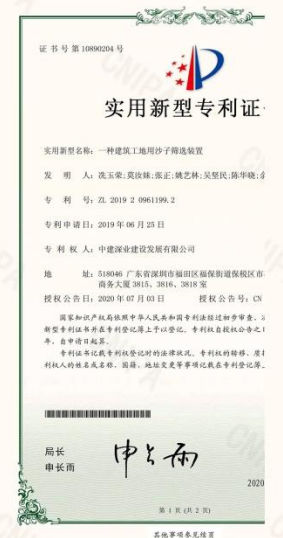 证书号第10890204号
实用新型专利证
实用新型名称：一种建筑工地用沙子筛选装置
发 明 人：冼玉荣;莫汝妹;张正;姚艺林;吴坚民;陈华晓;
专 利 号：ZL 2019 2 0961199.2
专利申请日：2019年06月25日
专 利 权 人：中建深业建设发展有限公司
地 址：518046 广东省深圳市福田区福保街道保税区市
商务大厦3815、3816、3818室
授权公告日：2020年07月03日 授权公告号：CN
国家知识产权局依照中华人民共和国专利法经过初步审查，
新型专利证书并在专利登记簿上予以登记。专利权自授权公告之
年，自申请日起算。
专利证书记载专利权登记时的法律状况。专利权的转移、质
利权人的姓名或名称、国籍、地址变更等事项记载在专利登记簿
局长
申长雨
申长雨
2020
第 1 页 (共 2 页)
其他事项参见续页